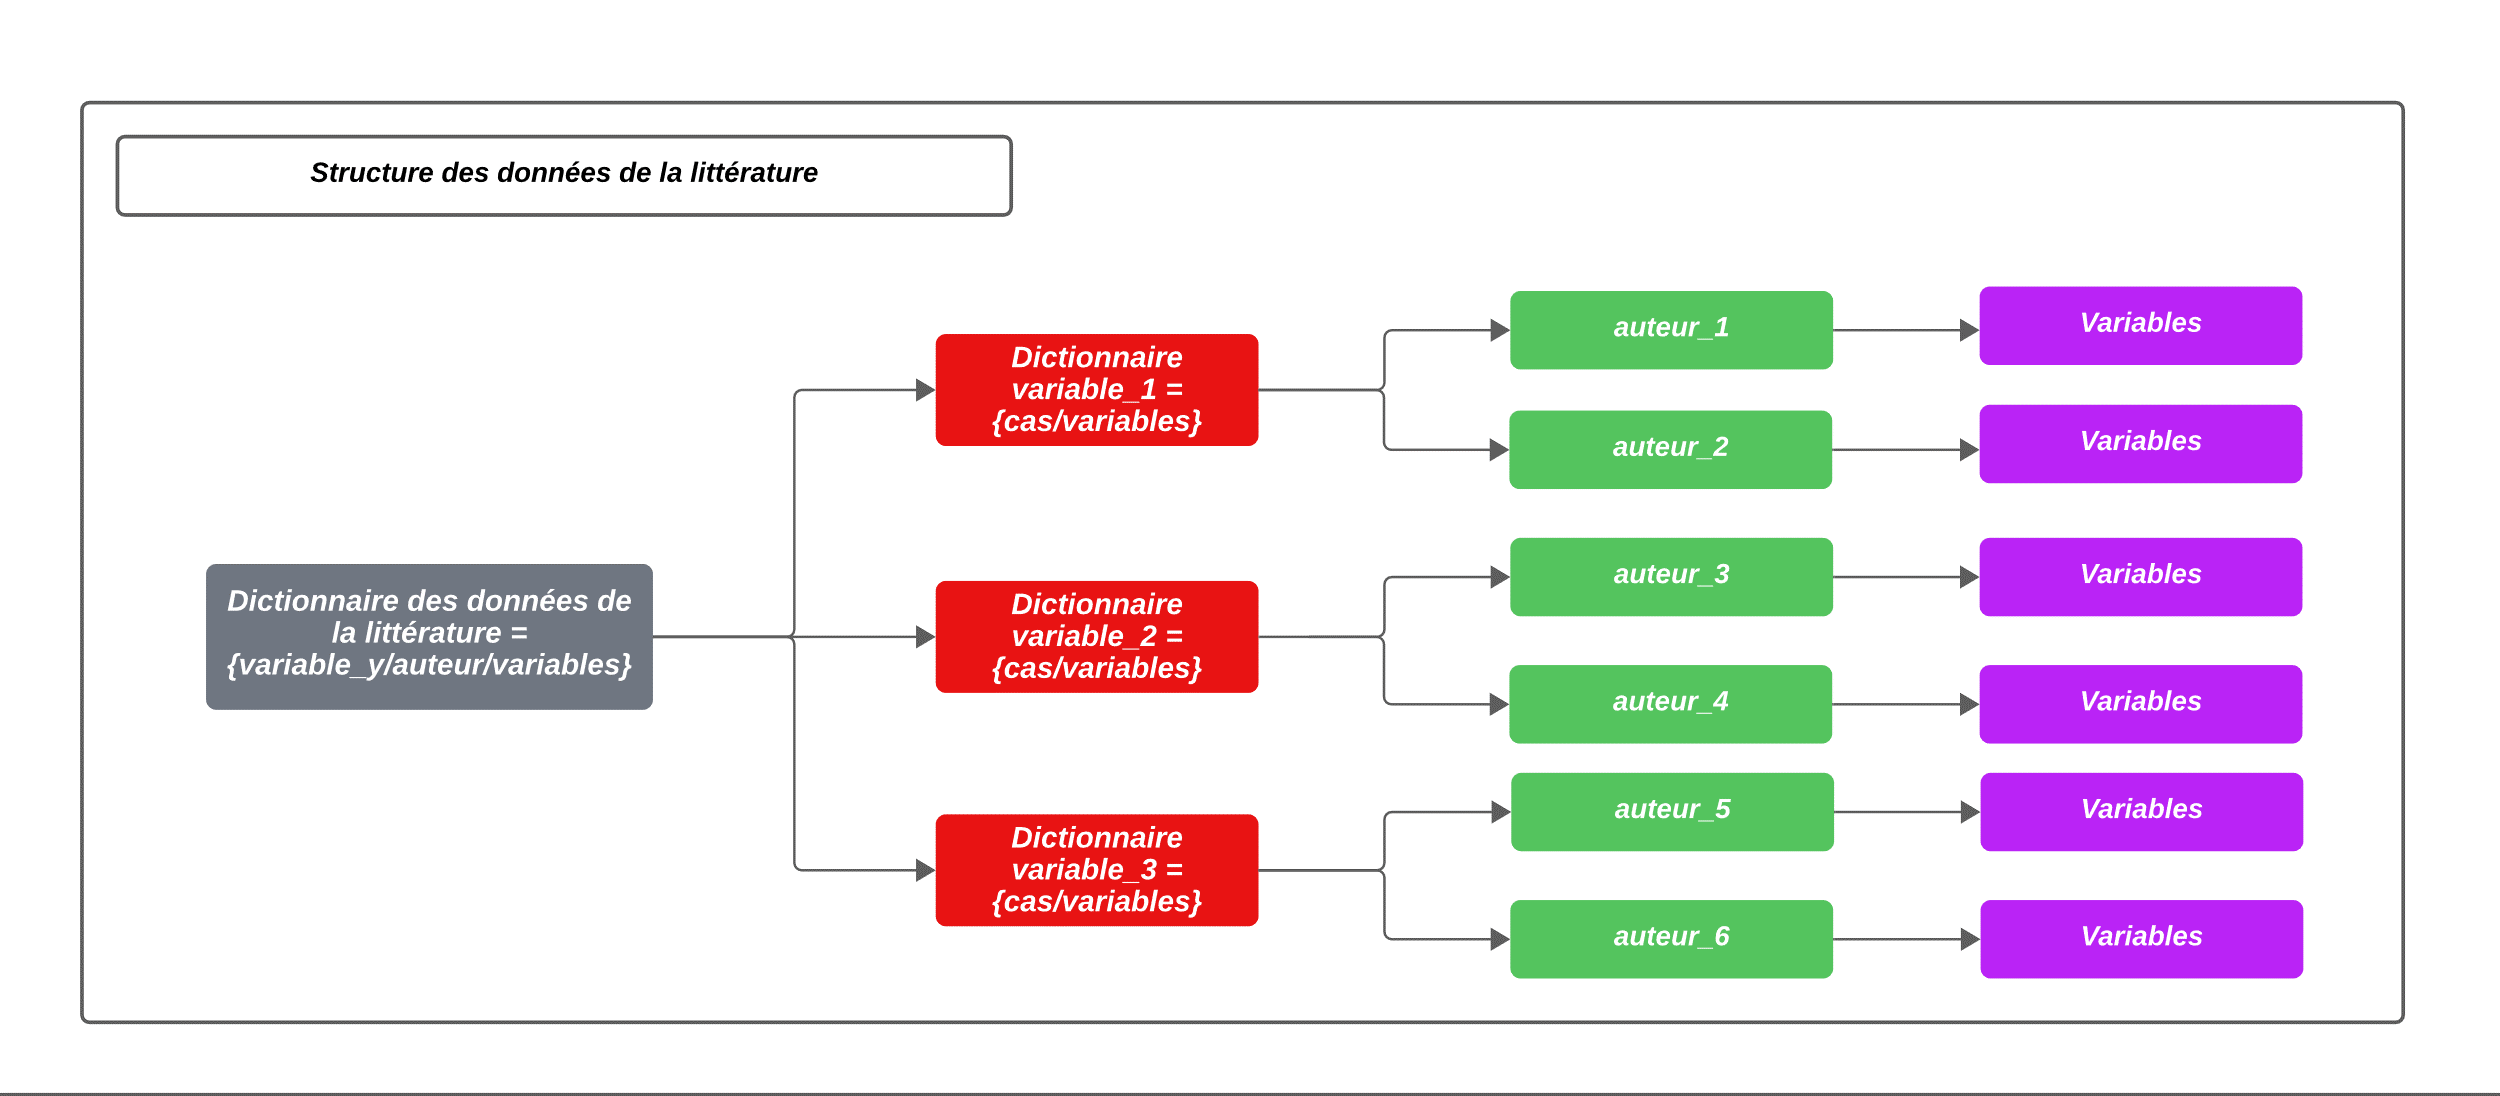 Structure des données de la littérature
Dictionnaire des données de
la littérature =
{variable_y/auteur/variables}
Dictionnaire
variable_1 =
{cas/variables}
auteur_1
Variables
auteur_2
Variables
Dictionnaire
variable_2 =
{cas/variables}
auteur_3
Variables
auteur_4
Variables
Dictionnaire
variable_3 =
{cas/variables}
auteur_5
Variables
auteur_6
Variables